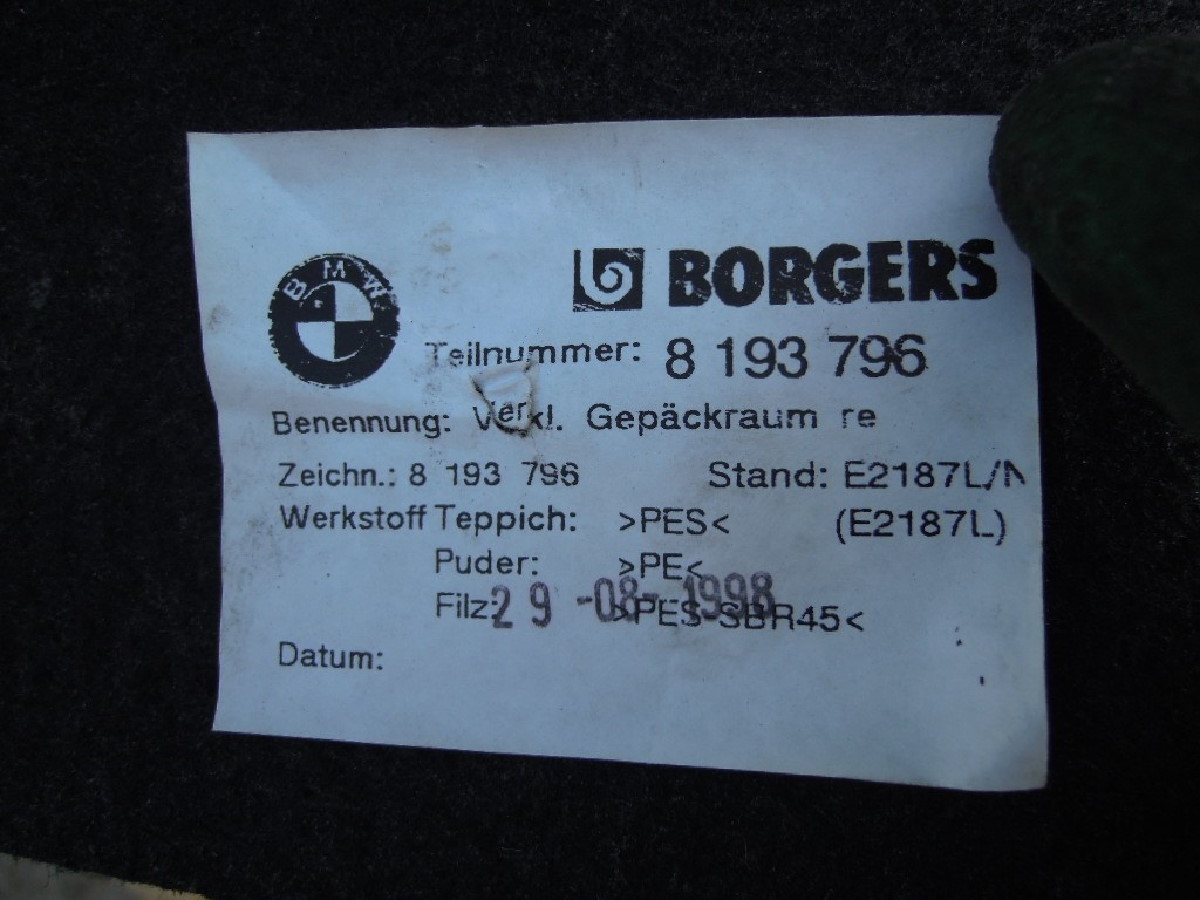 BMW
BORGERS
Teilnummer: 8 193 796
Benennung: Verkl. Gepäckraum re
Zeichn.: 8 193 796 Stand: E2187L/N
Werkstoff Teppich: >PES< (E2187L)
Puder: >PE<
Filz: >PES-SBR45<
29 -08- 1998
Datum: